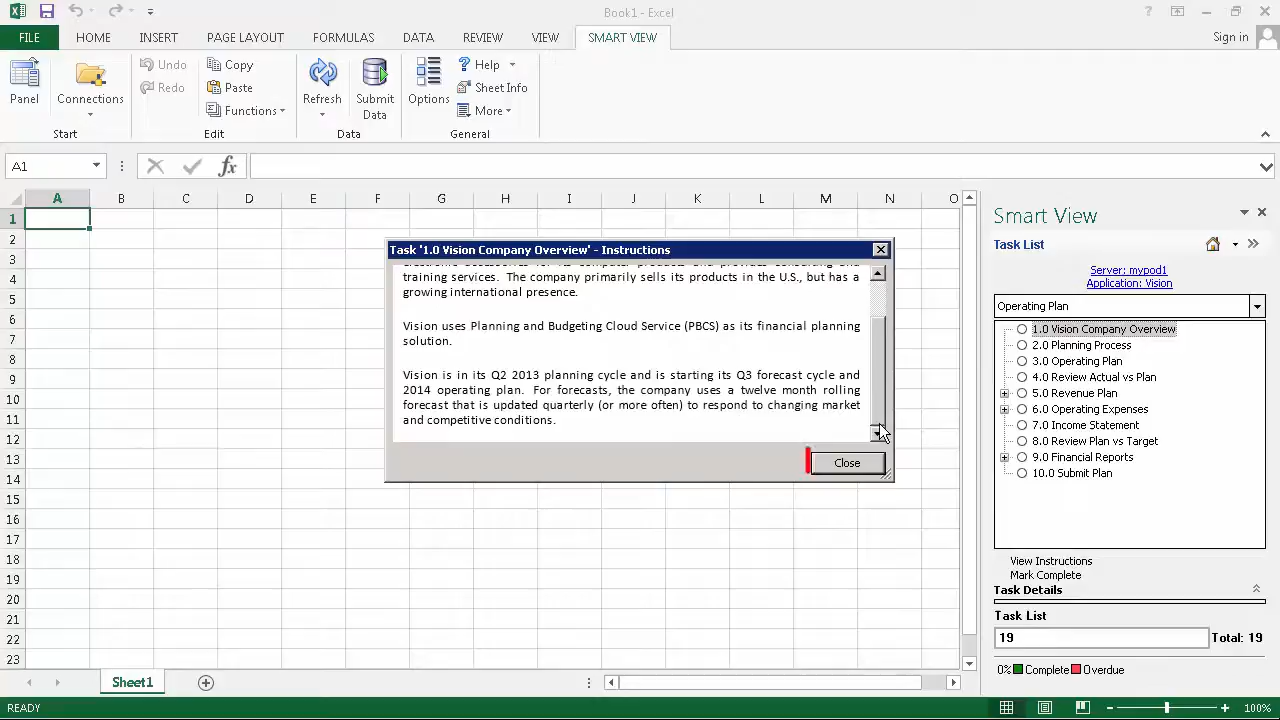 Book1 - Excel
FILE HOME INSERT PAGE LAYOUT FORMULAS DATA REVIEW VIEW SMART VIEW Sign in
Undo Copy Help
Redo Paste Sheet Info
Panel Connections Functions Refresh Submit Data Options More
Start Edit Data General
A1 fx
A B C D E F G H I J K L M N O
1
2
3
4
5
6
7
8
9
10
11
12
13
14
15
16
17
18
19
20
21
22
23
Task '1.0 Vision Company Overview' - Instructions
training services. The company primarily sells its products in the U.S., but has a
growing international presence.
Vision uses Planning and Budgeting Cloud Service (PBCS) as its financial planning
solution.
Vision is in its Q2 2013 planning cycle and is starting its Q3 forecast cycle and
2014 operating plan. For forecasts, the company uses a twelve month rolling
forecast that is updated quarterly (or more often) to respond to changing market
and competitive conditions.
Close
Smart View
Task List
Server: mypod1
Application: Vision
Operating Plan
1.0 Vision Company Overview
2.0 Planning Process
3.0 Operating Plan
4.0 Review Actual vs Plan
5.0 Revenue Plan
6.0 Operating Expenses
7.0 Income Statement
8.0 Review Plan vs Target
9.0 Financial Reports
10.0 Submit Plan
View Instructions
Mark Complete
Task Details
Task List
19 Total: 19
0% Complete Overdue
Sheet1
READY 100%